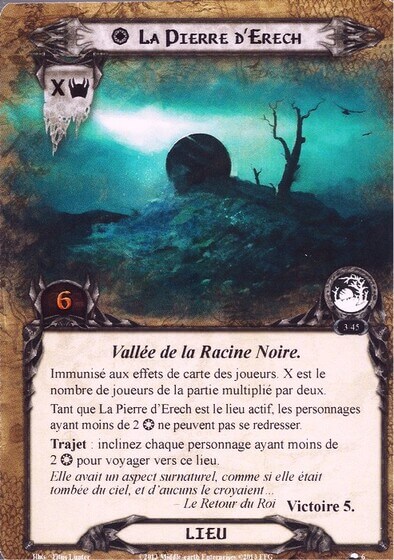 La Pierre d'Erech
X
6
3/45
Vallée de la Racine Noire.
Immunisé aux effets de carte des joueurs. X est le
nombre de joueurs de la partie multiplié par deux.
Tant que La Pierre d'Erech est le lieu actif, les personnages
ayant moins de 2 ne peuvent pas se redresser.
Trajet : inclinez chaque personnage ayant moins de
2 pour voyager vers ce lieu.
Elle avait un aspect surnaturel, comme si elle était
tombée du ciel, et d'aucuns le croyaient...
– Le Retour du Roi Victoire 5.
LIEU
Middle-earth Enterprises FFG